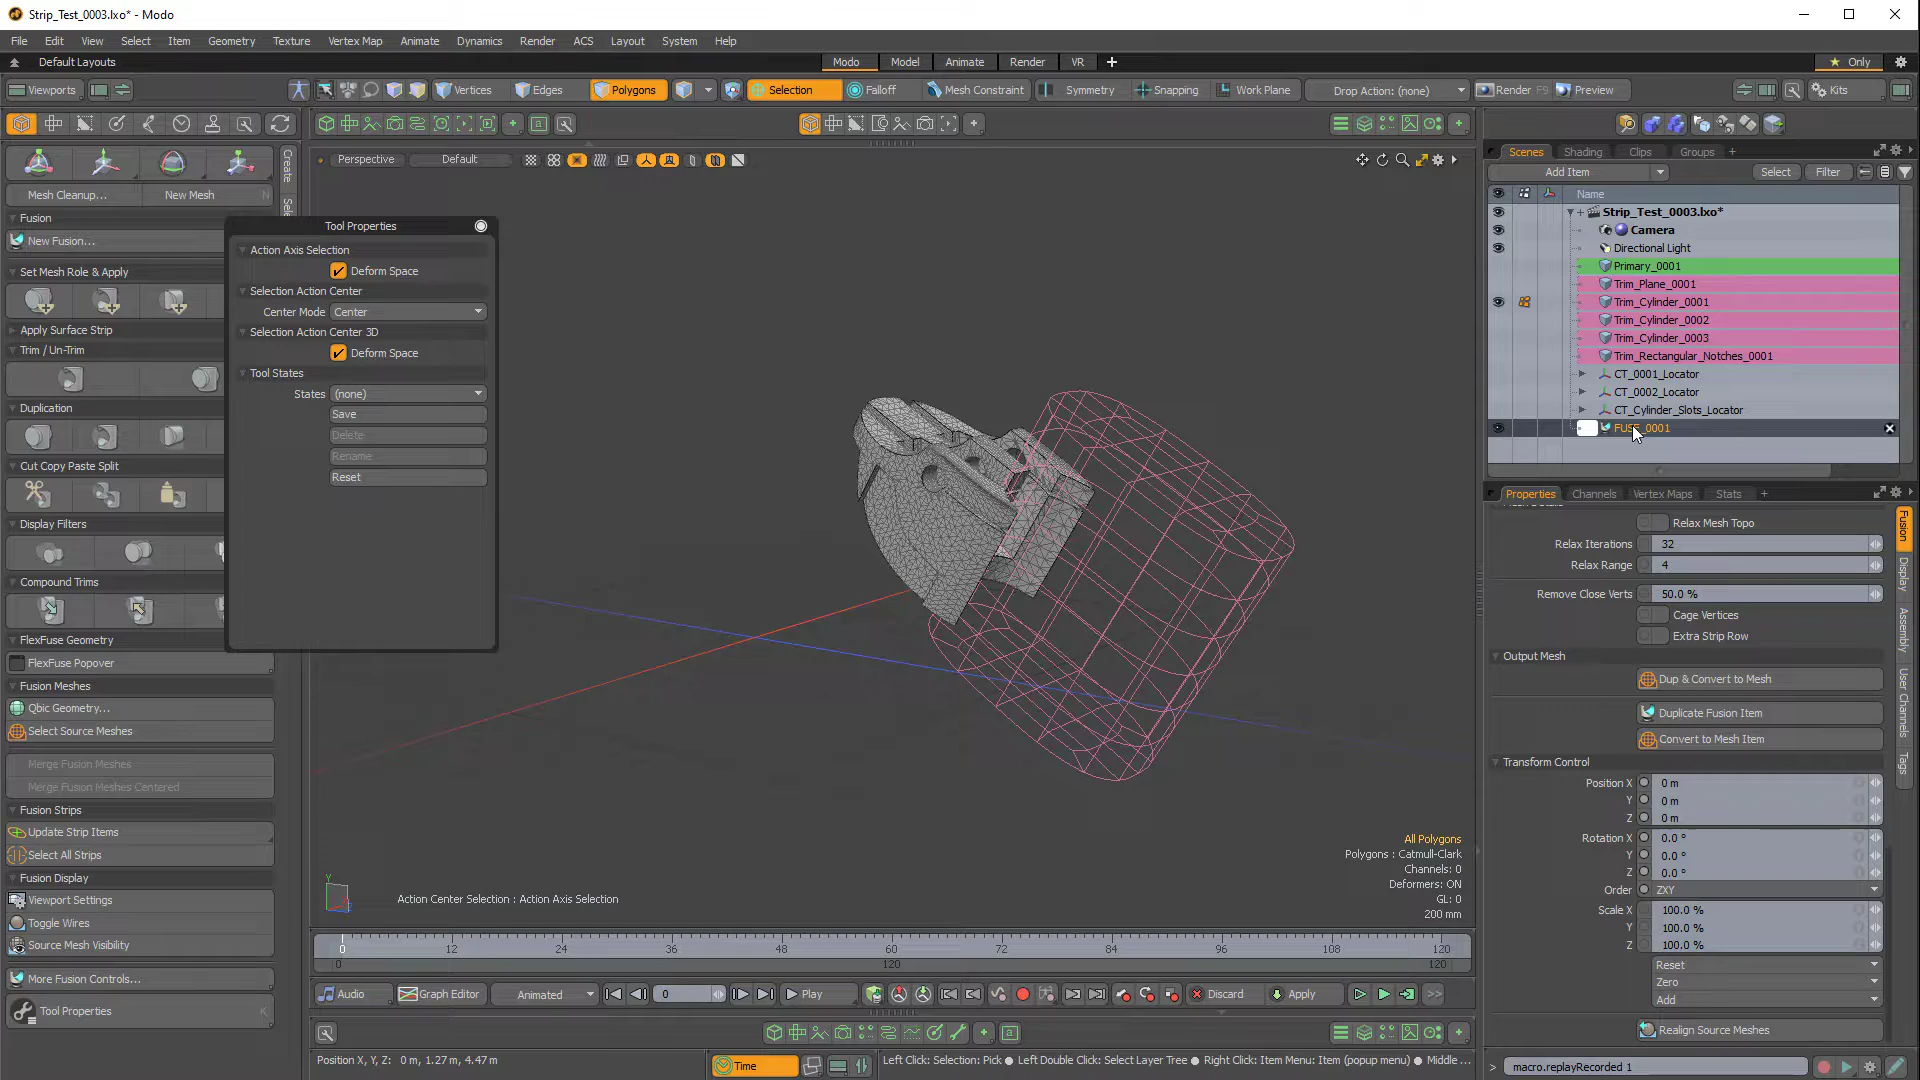 Strip_Test_0003.lxo* - Modo
File Edit View Select Item Geometry Texture Vertex Map Animate Dynamics Render ACS Layout System Help
Default Layouts Modo Model Animate Render VR Only
Viewports Vertices Edges Polygons Selection Falloff Mesh Constraint Symmetry Snapping Work Plane Drop Action: (none) Render F9 Preview Kits
Perspective Default
Create
Mesh Cleanup... New Mesh N
Fusion
New Fusion...
Set Mesh Role & Apply
Apply Surface Strip
Trim / Un-Trim
Duplication
Cut Copy Paste Split
Display Filters
Compound Trims
FlexFuse Geometry
FlexFuse Popover
Fusion Meshes
Qbic Geometry...
Select Source Meshes
Merge Fusion Meshes
Merge Fusion Meshes Centered
Fusion Strips
Update Strip Items
Select All Strips
Fusion Display
Viewport Settings
Toggle Wires
Source Mesh Visibility
More Fusion Controls...
Tool Properties K
Tool Properties
Action Axis Selection
Deform Space
Selection Action Center
Center Mode Center
Selection Action Center 3D
Deform Space
Tool States
States (none)
Save
Delete
Rename
Reset
All Polygons
Polygons : Catmull-Clark
Channels: 0
Deformers: ON
GL: 0
200 mm
Y
Action Center Selection : Action Axis Selection
0 12 24 36 48 60 72 84 96 108 120
0 120 120
Audio Graph Editor Animated 0 Play Discard Apply >>
Position X, Y, Z: 0 m, 1.27 m, 4.47 m Time Left Click: Selection: Pick ● Left Double Click: Select Layer Tree ● Right Click: Item Menu: Item (popup menu) ● Middle ...
Scenes Shading Clips Groups +
Add Item Select Filter
Name
Strip_Test_0003.lxo*
Camera
Directional Light
Primary_0001
Trim_Plane_0001
Trim_Cylinder_0001
Trim_Cylinder_0002
Trim_Cylinder_0003
Trim_Rectangular_Notches_0001
CT_0001_Locator
CT_0002_Locator
CT_Cylinder_Slots_Locator
FUSE_0001
Properties Channels Vertex Maps Stats +
Relax Mesh Topo
Relax Iterations 32
Relax Range 4
Remove Close Verts 50.0 %
Cage Vertices
Extra Strip Row
Output Mesh
Dup & Convert to Mesh
Duplicate Fusion Item
Convert to Mesh Item
Transform Control
Position X 0 m
Y 0 m
Z 0 m
Rotation X 0.0 °
Y 0.0 °
Z 0.0 °
Order ZXY
Scale X 100.0 %
Y 100.0 %
Z 100.0 %
Reset
Zero
Add
Realign Source Meshes
Fusion
Display
Assembly
User Channels
Tags
> macro.replayRecorded 1